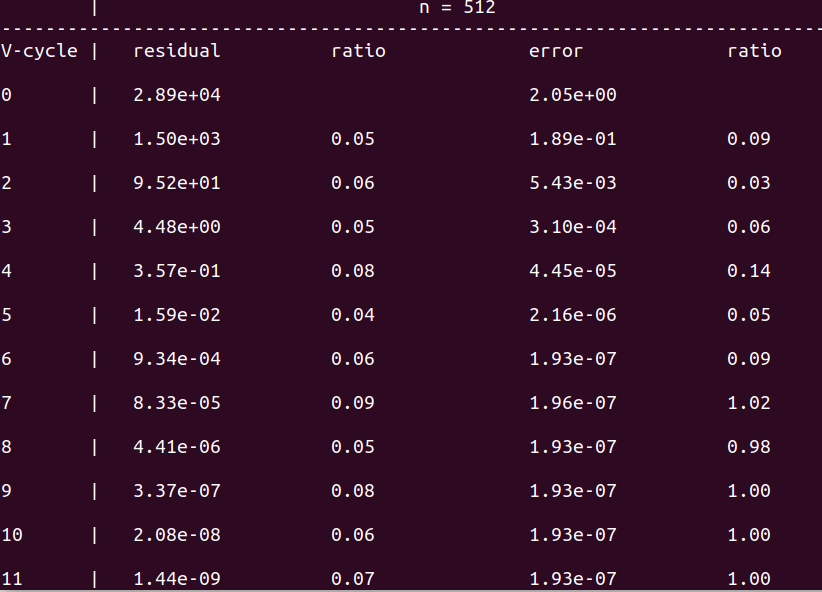 | n = 512
--------------------------------------------------------------------------
V-cycle | residual ratio error ratio
0 | 2.89e+04 2.05e+00
1 | 1.50e+03 0.05 1.89e-01 0.09
2 | 9.52e+01 0.06 5.43e-03 0.03
3 | 4.48e+00 0.05 3.10e-04 0.06
4 | 3.57e-01 0.08 4.45e-05 0.14
5 | 1.59e-02 0.04 2.16e-06 0.05
6 | 9.34e-04 0.06 1.93e-07 0.09
7 | 8.33e-05 0.09 1.96e-07 1.02
8 | 4.41e-06 0.05 1.93e-07 0.98
9 | 3.37e-07 0.08 1.93e-07 1.00
10 | 2.08e-08 0.06 1.93e-07 1.00
11 | 1.44e-09 0.07 1.93e-07 1.00